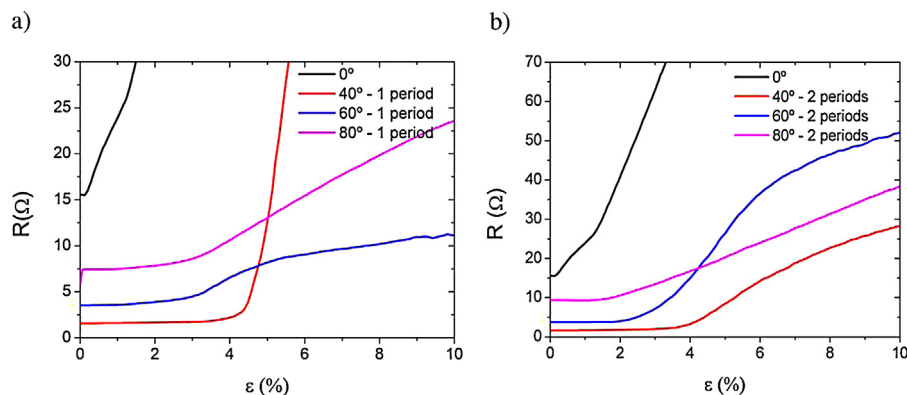 a)
30
25
20
15
10
5
0
R(Ω)
0º
40º - 1 period
60º - 1 period
80º - 1 period
0 2 4 6 8 10
ε (%)
b)
70
60
50
40
30
20
10
0
R (Ω)
0º
40º - 2 periods
60º - 2 periods
80º - 2 periods
0 2 4 6 8 10
ε (%)